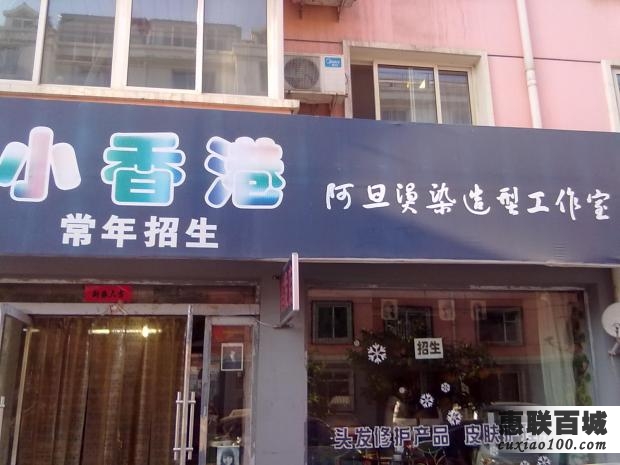 小香港
常年招生
阿旦烫染造型工作室
招生
头发修护产品 皮肤
惠联百城
cuxiao100.com